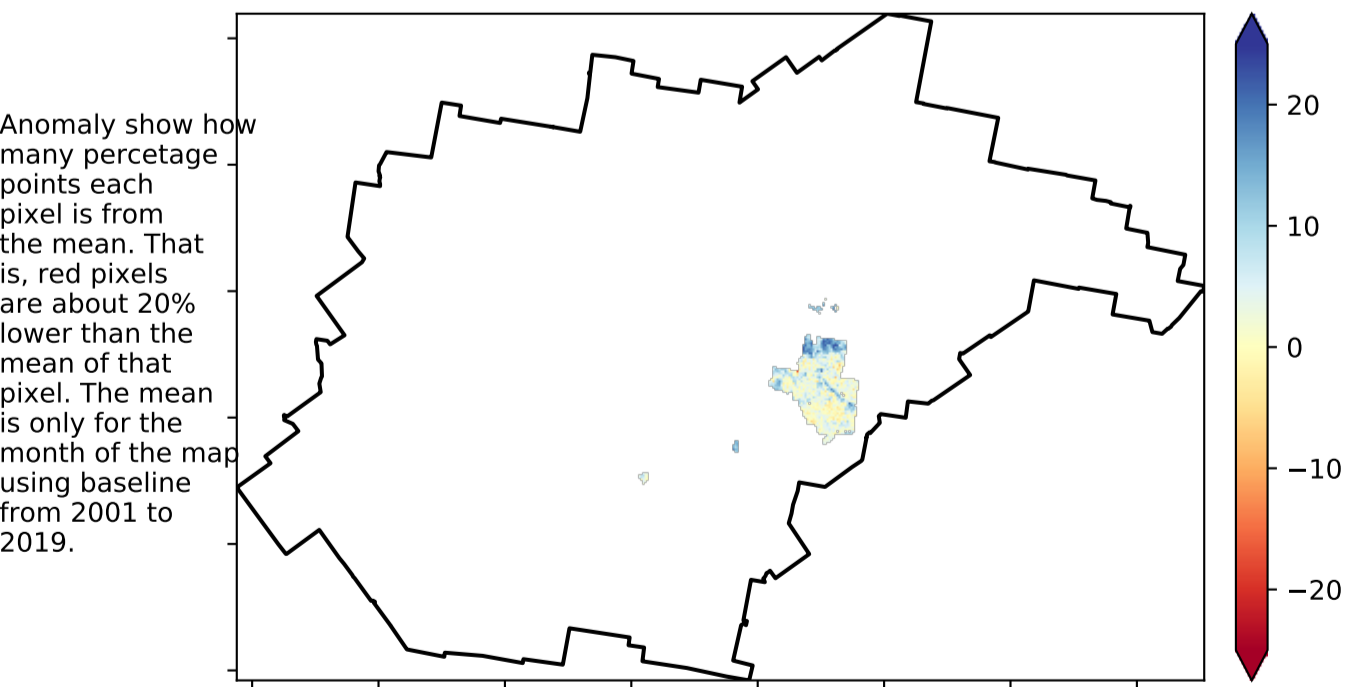 Anomaly show how
many percetage
points each
pixel is from
the mean. That
is, red pixels
are about 20%
lower than the
mean of that
pixel. The mean
is only for the
month of the map
using baseline
from 2001 to
2019.
20
10
0
−10
−20